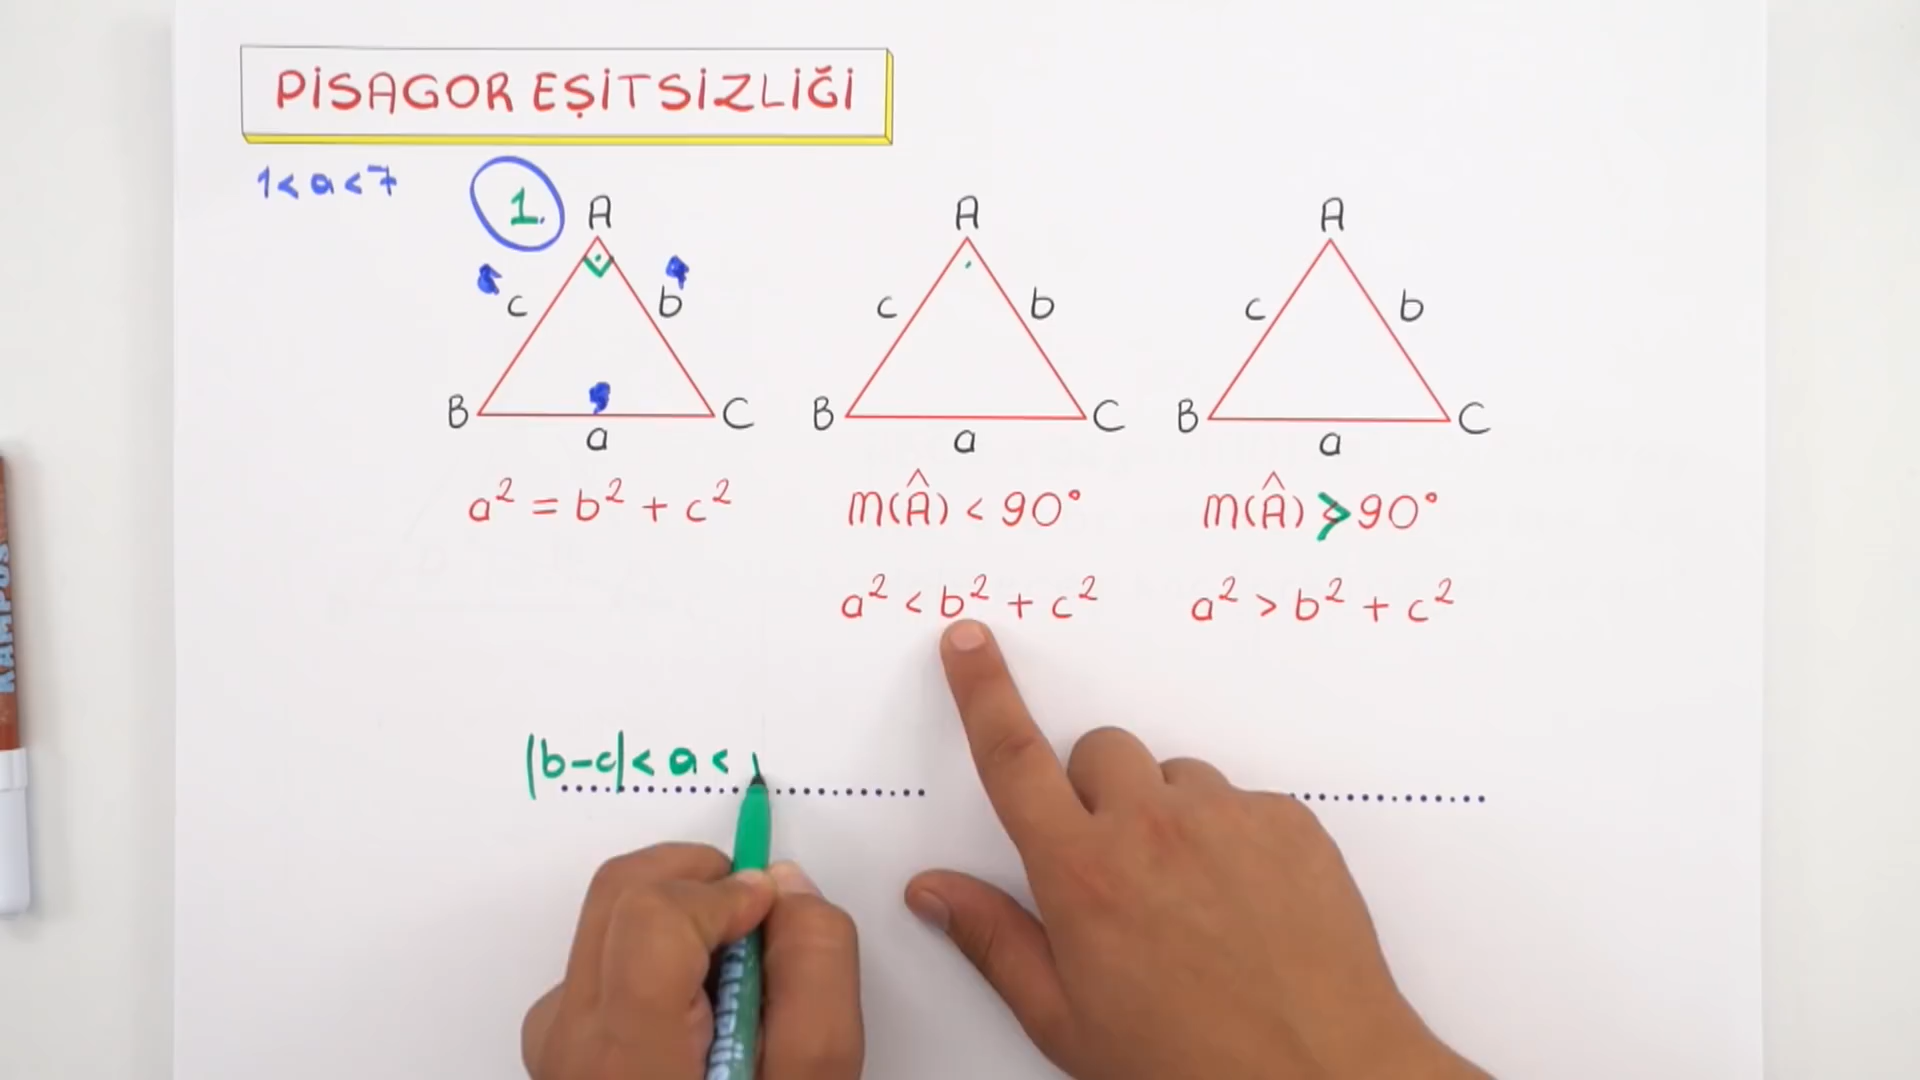 PİSAGOR EŞİTSİZLİĞİ
1 < a < 7
1.
A
c
b
B
C
a
a² = b² + c²
A
c
b
B
C
a
m(Â) < 90°
a² < b² + c²
A
c
b
B
C
a
m(Â) > 90°
a² > b² + c²
|b-c| < a <
KAMPÜS